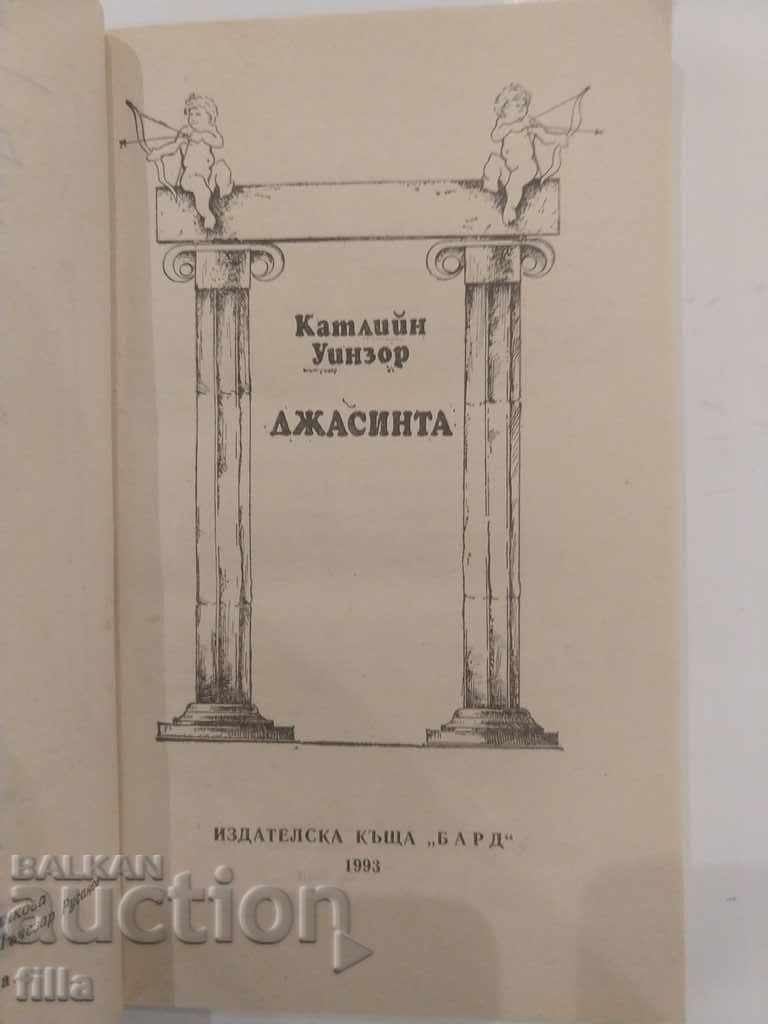 Катлийн
Уинзор
ДЖАСИНТА
ИЗДАТЕЛСКА КЪЩА „БАРД“
1993
BALKAN
auction
filla